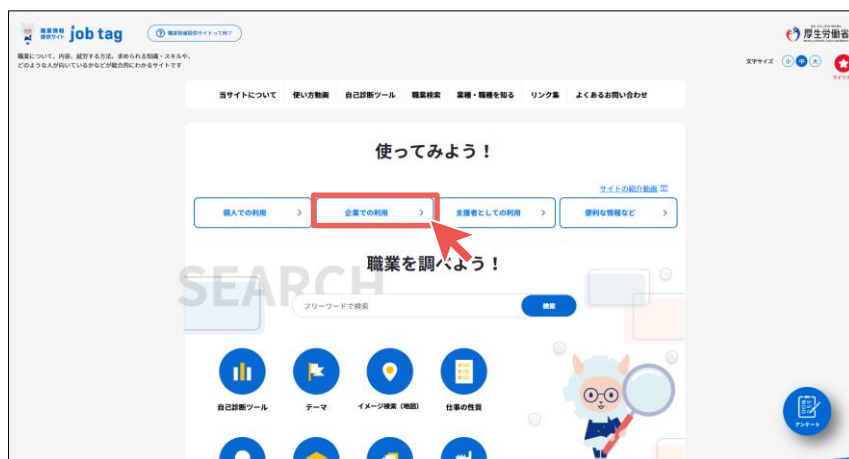 職業情報
提供サイト
job tag
? 職業情報提供サイトって何?
職業について、内容、就労する方法、求められる知識・スキルや、
どのような人が向いているかなどが総合的にわかるサイトです
厚生労働省
文字サイズ 小 中 大
当サイトについて 使い方動画 自己診断ツール 職業検索 業種・職種を知る リンク集 よくあるお問い合わせ
使ってみよう！
サイトの紹介動画
個人での利用 企業での利用 支援者としての利用 便利な情報など
SEARCH
職業を調べよう！
フリーワードで検索 検索
自己診断ツール テーマ イメージ検索（地図） 仕事の性質
アンケート